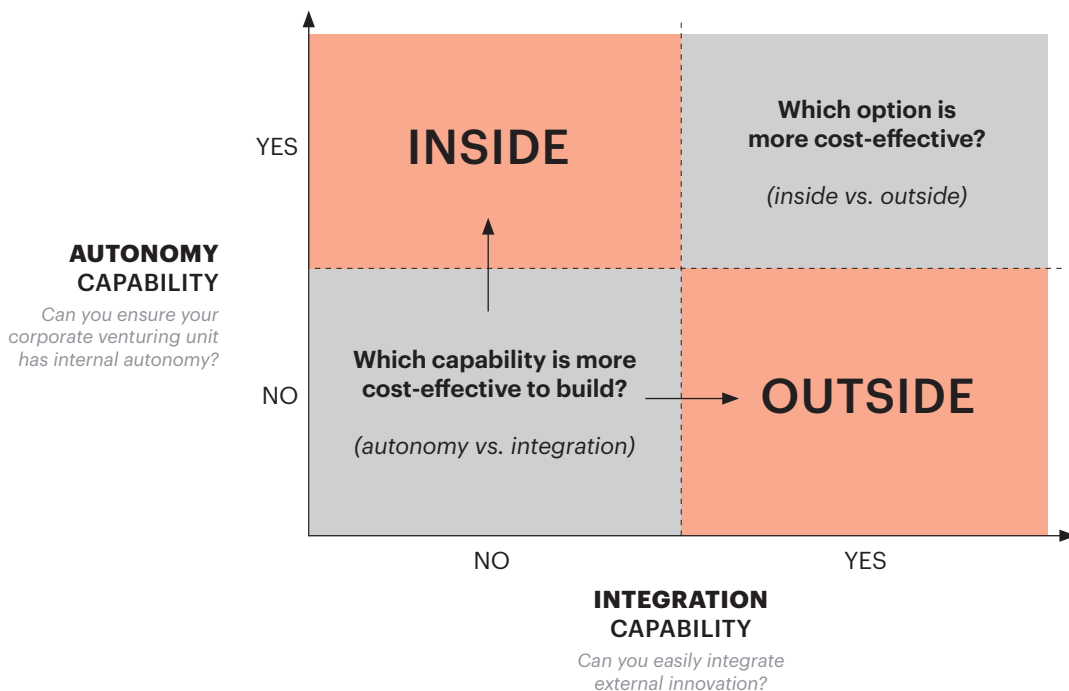 YES
INSIDE
Which option is
more cost-effective?
(inside vs. outside)
AUTONOMY
CAPABILITY
Can you ensure your
corporate venturing unit
has internal autonomy?
NO
Which capability is more
cost-effective to build?
(autonomy vs. integration)
OUTSIDE
NO
YES
INTEGRATION
CAPABILITY
Can you easily integrate
external innovation?